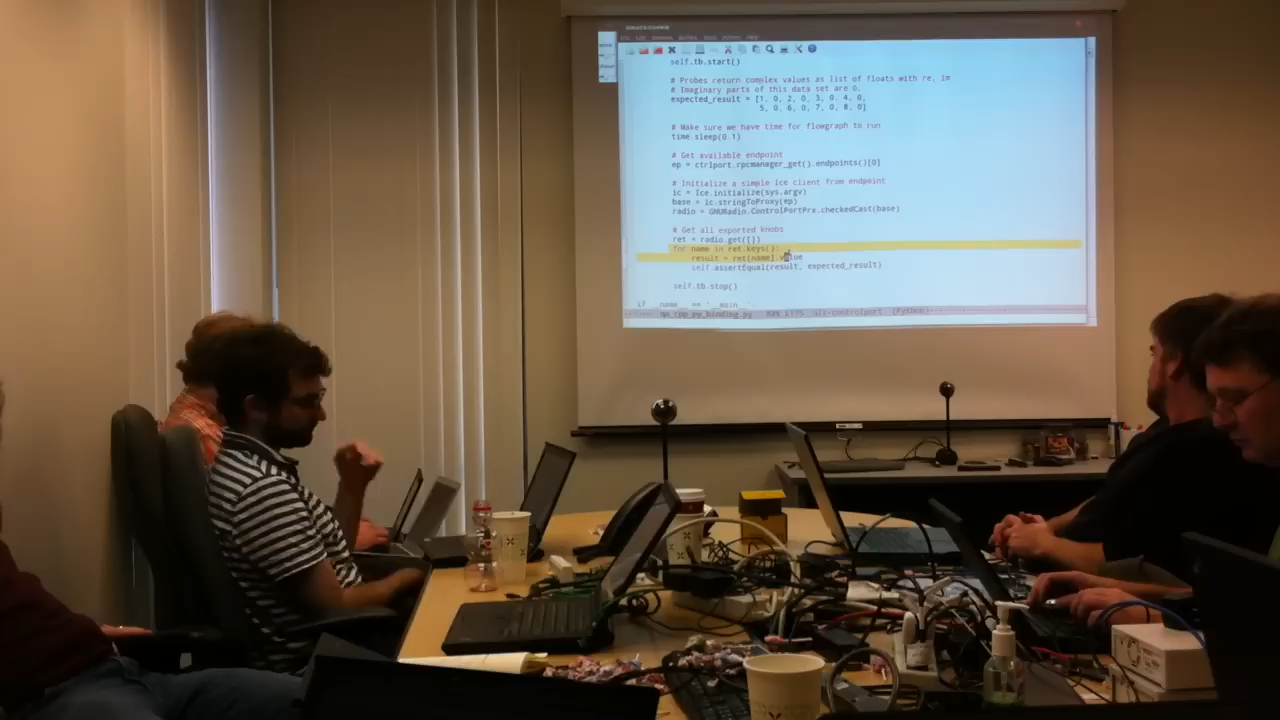 self.tb.start()
# Probes return complex values as list of floats with re, im
# Imaginary parts of this data set are 0.
expected_result = [1, 0, 2, 0, 3, 0, 4, 0,
5, 0, 6, 0, 7, 0, 8, 0]
# Make sure we have time for flowgraph to run
time.sleep(0.1)
# Get available endpoint
ep = ctrlport.rpcmanager_get().endpoints()[0]
# Initialize a simple Ice client from endpoint
ic = Ice.initialize(sys.argv)
base = ic.stringToProxy(ep)
radio = GNURadio.ControlPortPrx.checkedCast(base)
# Get all exported knobs
ret = radio.get([])
for name in ret.keys():
result = ret[name].value
self.assertEqual(result, expected_result)
self.tb.stop()
if __name__ == '__main__':
(Python)